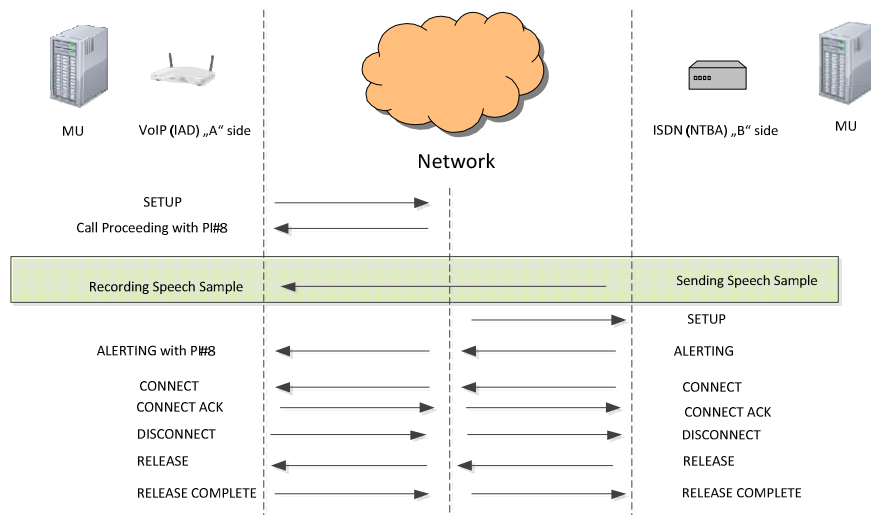 MU
VoIP (IAD) „A“ side
ISDN (NTBA) „B“ side
MU
Network
SETUP
Call Proceeding with PI#8
Recording Speech Sample
Sending Speech Sample
SETUP
ALERTING with PI#8
ALERTING
CONNECT
CONNECT
CONNECT ACK
CONNECT ACK
DISCONNECT
DISCONNECT
RELEASE
RELEASE
RELEASE COMPLETE
RELEASE COMPLETE